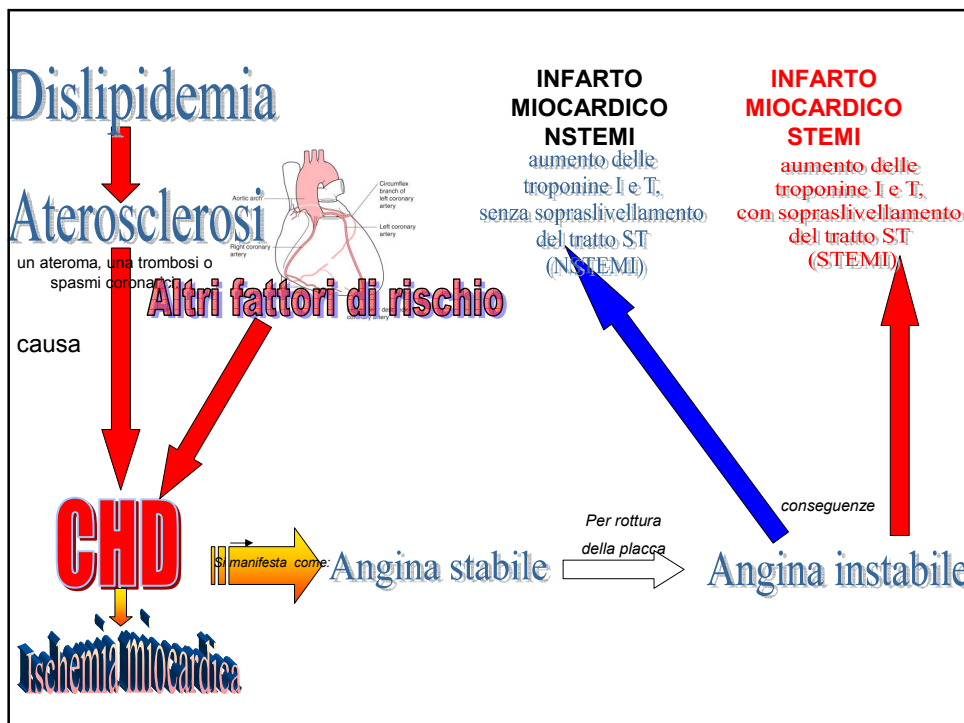 Dislipidemia
Aterosclerosi
un ateroma, una trombosi o
spasmi coronarici.
causa
Aortic arch
Right coronary
artery
Circumflex
branch of
left coronary
artery
Left coronary
artery
Altri fattori di rischio
coronary artery
CHD
Ischemia miocardica
Si manifesta come:
Angina stabile
Per rottura
della placca
Angina instabile
conseguenze
INFARTO
MIOCARDICO
NSTEMI
aumento delle
troponine I e T,
senza sopraslivellamento
del tratto ST
(NSTEMI)
INFARTO
MIOCARDICO
STEMI
aumento delle
troponine I e T,
con sopraslivellamento
del tratto ST
(STEMI)